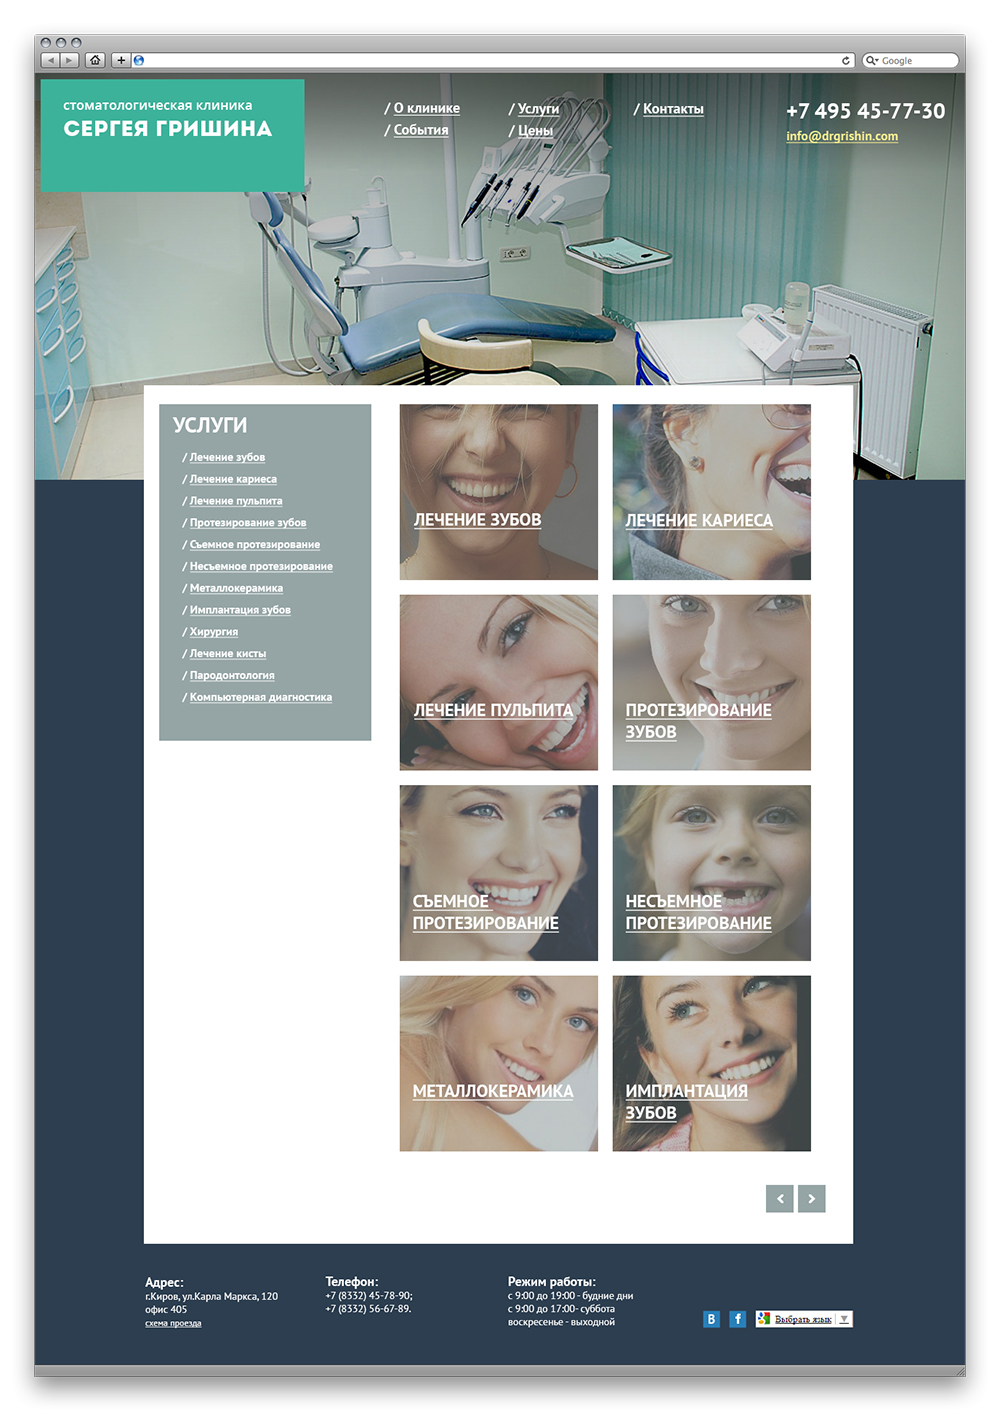 Google
стоматологическая клиника
СЕРГЕЯ ГРИШИНА
/ О клинике
/ События
/ Услуги
/ Цены
/ Контакты
+7 495 45-77-30
info@drgrishin.com
УСЛУГИ
/ Лечение зубов
/ Лечение кариеса
/ Лечение пульпита
/ Протезирование зубов
/ Съемное протезирование
/ Несъемное протезирование
/ Металлокерамика
/ Имплантация зубов
/ Хирургия
/ Лечение кисты
/ Пародонтология
/ Компьютерная диагностика
ЛЕЧЕНИЕ ЗУБОВ
ЛЕЧЕНИЕ КАРИЕСА
ЛЕЧЕНИЕ ПУЛЬПИТА
ПРОТЕЗИРОВАНИЕ
ЗУБОВ
СЪЕМНОЕ
ПРОТЕЗИРОВАНИЕ
НЕСЪЕМНОЕ
ПРОТЕЗИРОВАНИЕ
МЕТАЛЛОКЕРАМИКА
ИМПЛАНТАЦИЯ
ЗУБОВ
Адрес:
г.Киров, ул.Карла Маркса, 120
офис 405
схема проезда
Телефон:
+7 (8332) 45-78-90;
+7 (8332) 56-67-89.
Режим работы:
с 9:00 до 19:00 - будние дни
с 9:00 до 17:00- суббота
воскресенье - выходной
В
f
Выбрать язык